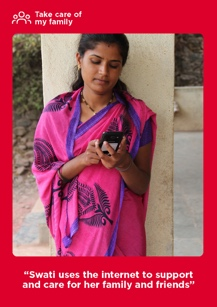 Take care of
my family
“Swati uses the internet to support
and care for her family and friends”